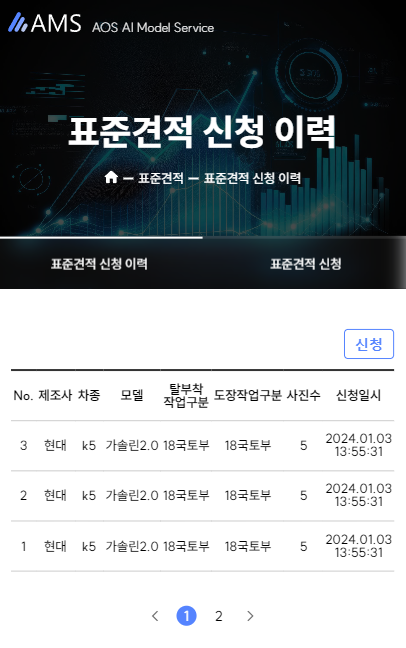 AMS AOS AI Model Service
표준견적 신청 이력
표준견적 신청 이력
표준견적
표준견적 신청 이력 표준견적 신청
신청
No. 제조사 차종 모델 탈부착 작업구분 도장작업구분 사진수 신청일시
3 현대 k5 가솔린2.0 18국토부 18국토부 5 2024.01.03 13:55:31
2 현대 k5 가솔린2.0 18국토부 18국토부 5 2024.01.03 13:55:31
1 현대 k5 가솔린2.0 18국토부 18국토부 5 2024.01.03 13:55:31
< 1 2 >